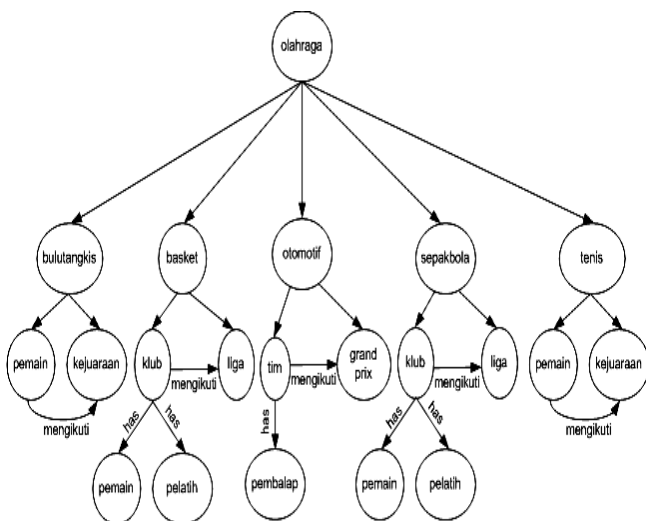 olahraga
bulutangkis
basket
otomotif
sepakbola
tenis
pemain
kejuaraan
mengikuti
klub
liga
mengikuti
tim
grand
prix
mengikuti
klub
liga
mengikuti
pemain
kejuaraan
mengikuti
has
has
has
has
has
pemain
pelatih
pembalap
pemain
pelatih